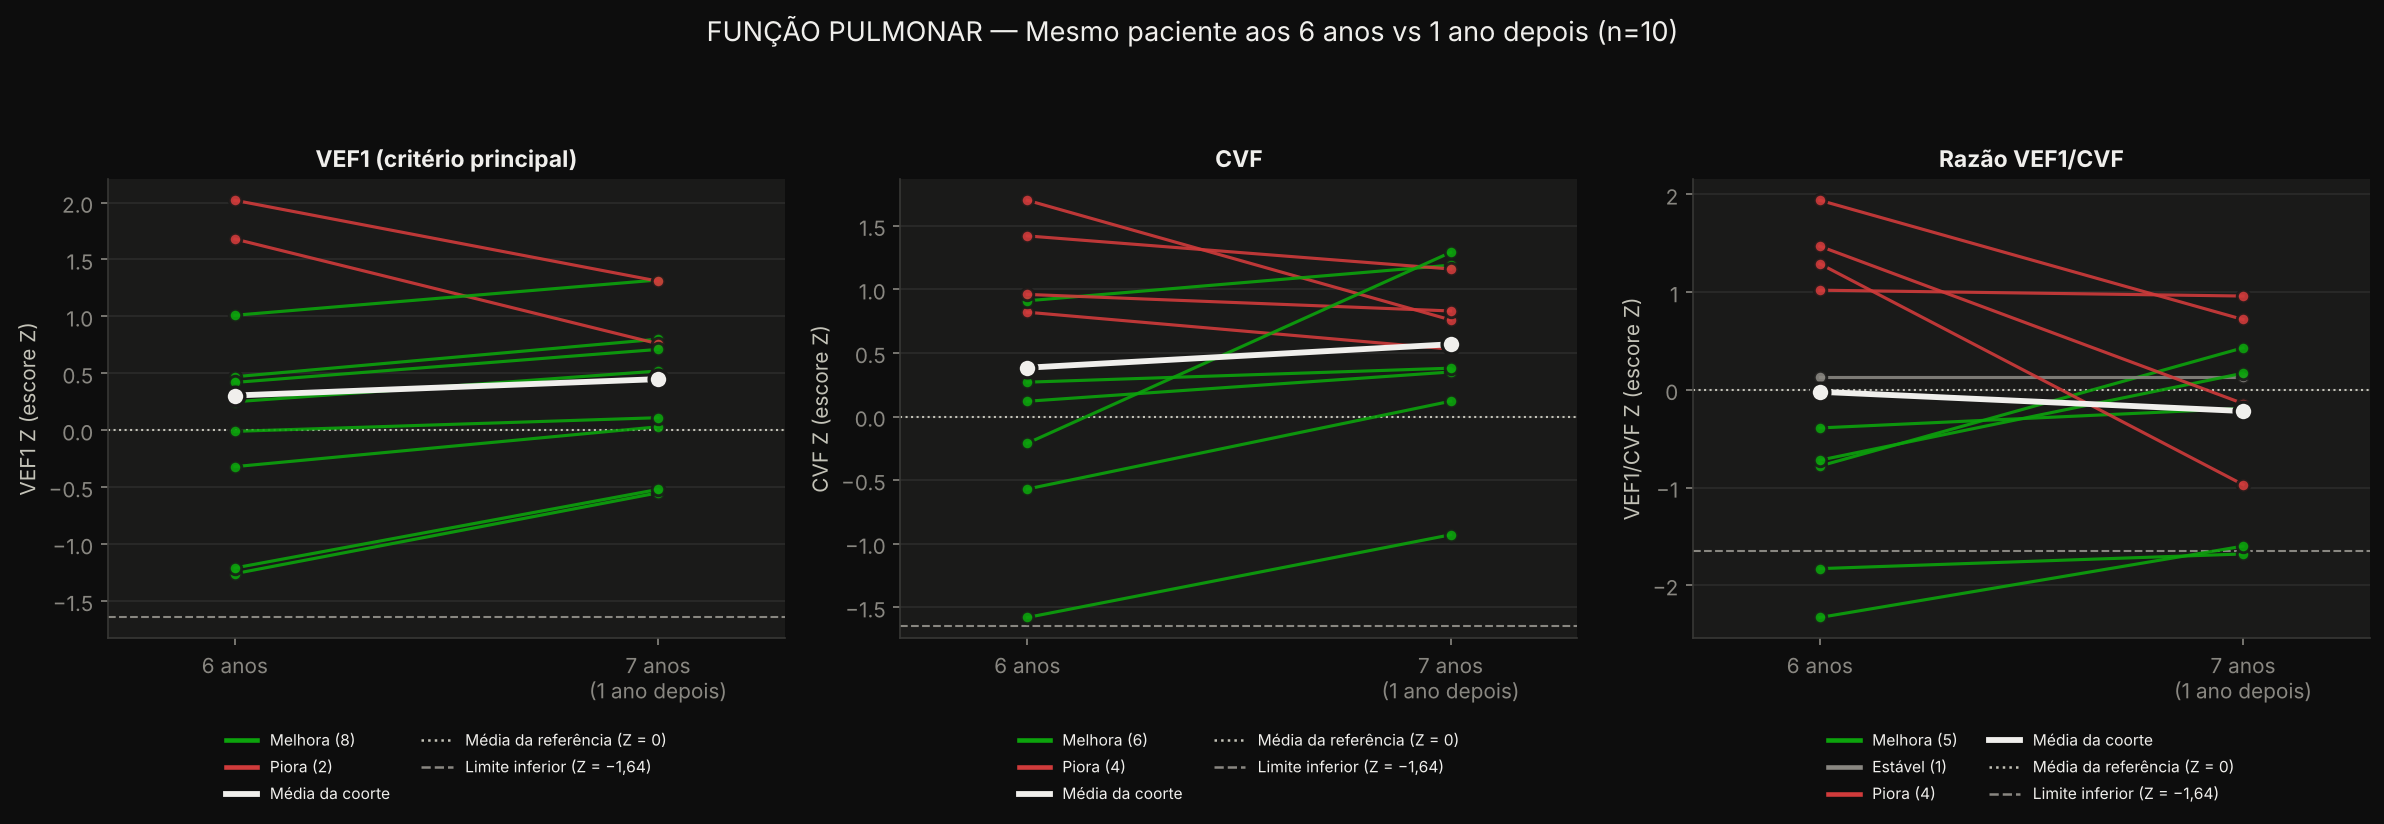 FUNÇÃO PULMONAR — Mesmo paciente aos 6 anos vs 1 ano depois (n=10)
VEF1 (critério principal)
VEF1 Z (escore Z)
2.0
1.5
1.0
0.5
0.0
−0.5
−1.0
−1.5
6 anos
7 anos
(1 ano depois)
Melhora (8)
Piora (2)
Média da coorte
Média da referência (Z = 0)
Limite inferior (Z = −1,64)
CVF
CVF Z (escore Z)
1.5
1.0
0.5
0.0
−0.5
−1.0
−1.5
6 anos
7 anos
(1 ano depois)
Melhora (6)
Piora (4)
Média da coorte
Média da referência (Z = 0)
Limite inferior (Z = −1,64)
Razão VEF1/CVF
VEF1/CVF Z (escore Z)
2
1
0
−1
−2
6 anos
7 anos
(1 ano depois)
Melhora (5)
Estável (1)
Piora (4)
Média da coorte
Média da referência (Z = 0)
Limite inferior (Z = −1,64)